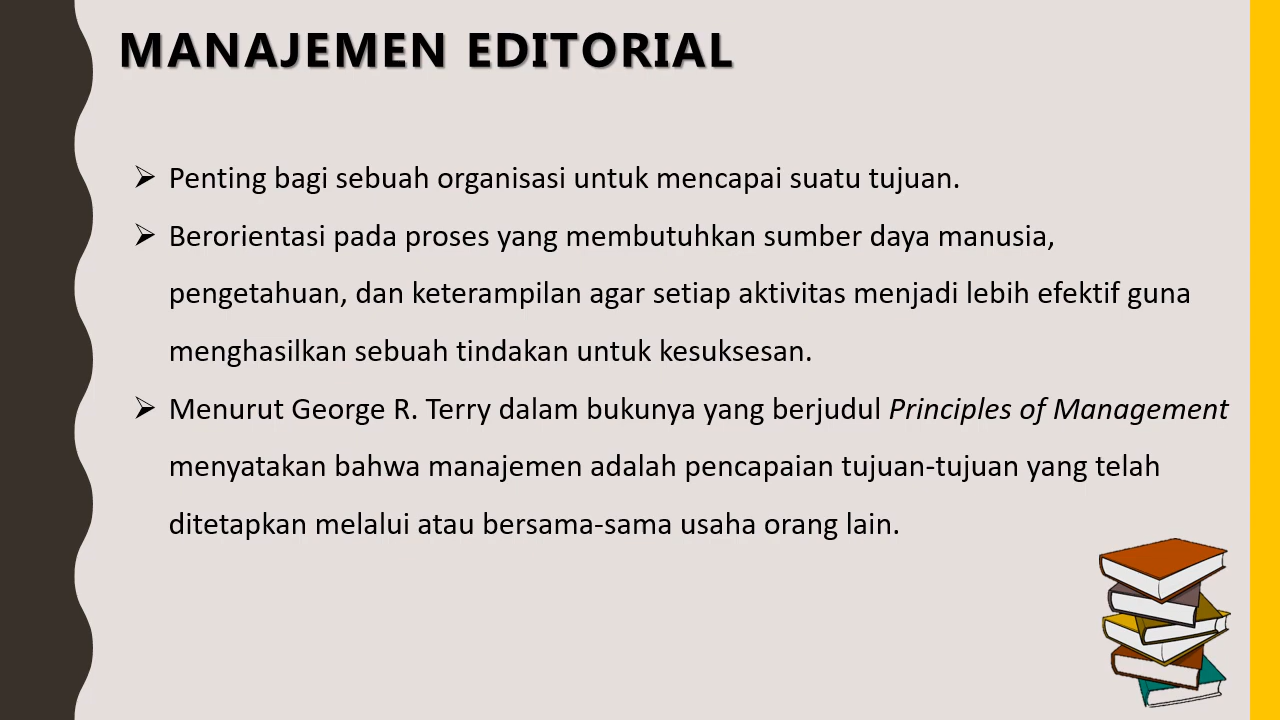 MANAJEMEN EDITORIAL
➢ Penting bagi sebuah organisasi untuk mencapai suatu tujuan.
➢ Berorientasi pada proses yang membutuhkan sumber daya manusia,
pengetahuan, dan keterampilan agar setiap aktivitas menjadi lebih efektif guna
menghasilkan sebuah tindakan untuk kesuksesan.
➢ Menurut George R. Terry dalam bukunya yang berjudul Principles of Management
menyatakan bahwa manajemen adalah pencapaian tujuan-tujuan yang telah
ditetapkan melalui atau bersama-sama usaha orang lain.